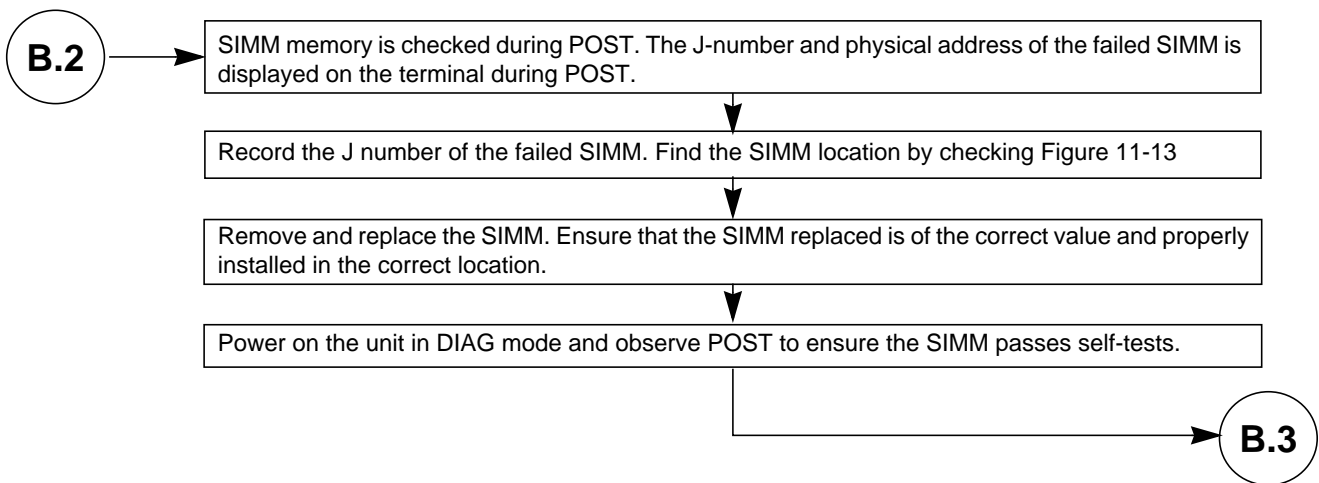 B.2
SIMM memory is checked during POST. The J-number and physical address of the failed SIMM is
displayed on the terminal during POST.
Record the J number of the failed SIMM. Find the SIMM location by checking Figure 11-13
Remove and replace the SIMM. Ensure that the SIMM replaced is of the correct value and properly
installed in the correct location.
Power on the unit in DIAG mode and observe POST to ensure the SIMM passes self-tests.
B.3